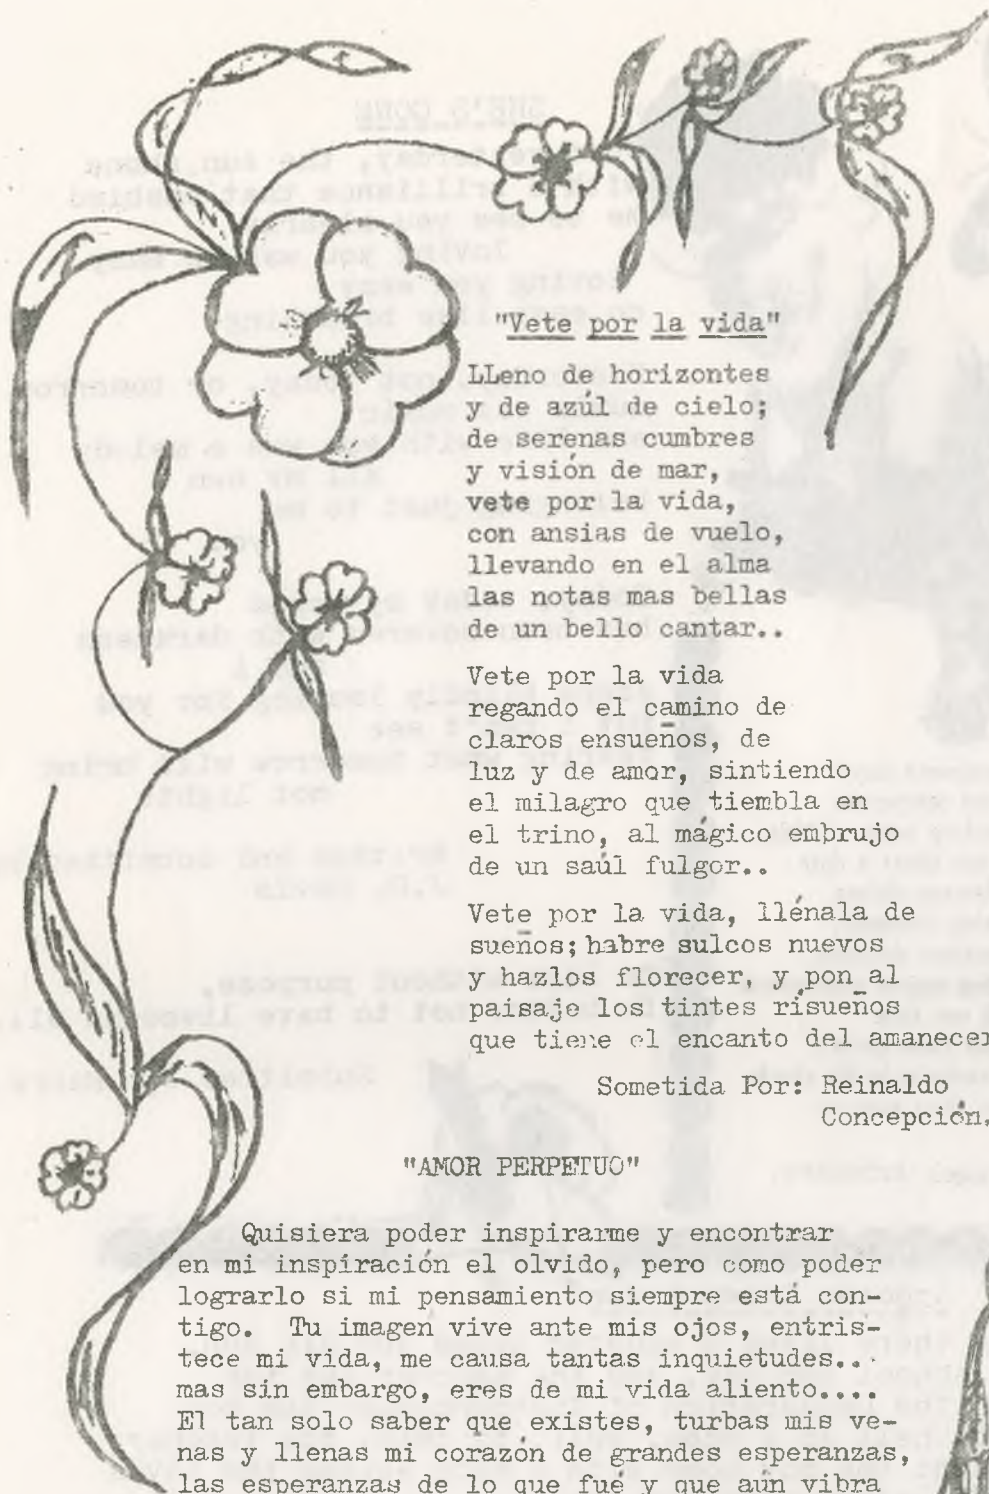 "Vete por la vida"
LLeno de horizontes
y de azúl de cielo;
de serenas cumbres
y visión de mar,
vete por la vida,
con ansias de vuelo,
llevando en el alma
las notas mas bellas
de un bello cantar..
Vete por la vida
regando el camino de
claros ensueños, de
luz y de amor, sintiendo
el milagro que tiembla en
el trino, al mágico embrujo
de un saúl fulgor..
Vete por la vida, llénala de
sueños; habre sulcos nuevos
y hazlos florecer, y pon al
paisaje los tintes risueños
que tiene el encanto del amanecer
Sometida Por: Reinaldo
Concepción.
"AMOR PERPETUO"
Quisiera poder inspirarme y encontrar
en mi inspiración el olvido, pero como poder
lograrlo si mi pensamiento siempre está con-
tigo. Tu imagen vive ante mis ojos, entris-
tece mi vida, me causa tantas inquietudes...
mas sin embargo, eres de mi vida aliento....
El tan solo saber que existes, turbas mis ve-
nas y llenas mi corazón de grandes esperanzas,
las esperanzas de lo que fué y que aún vibra